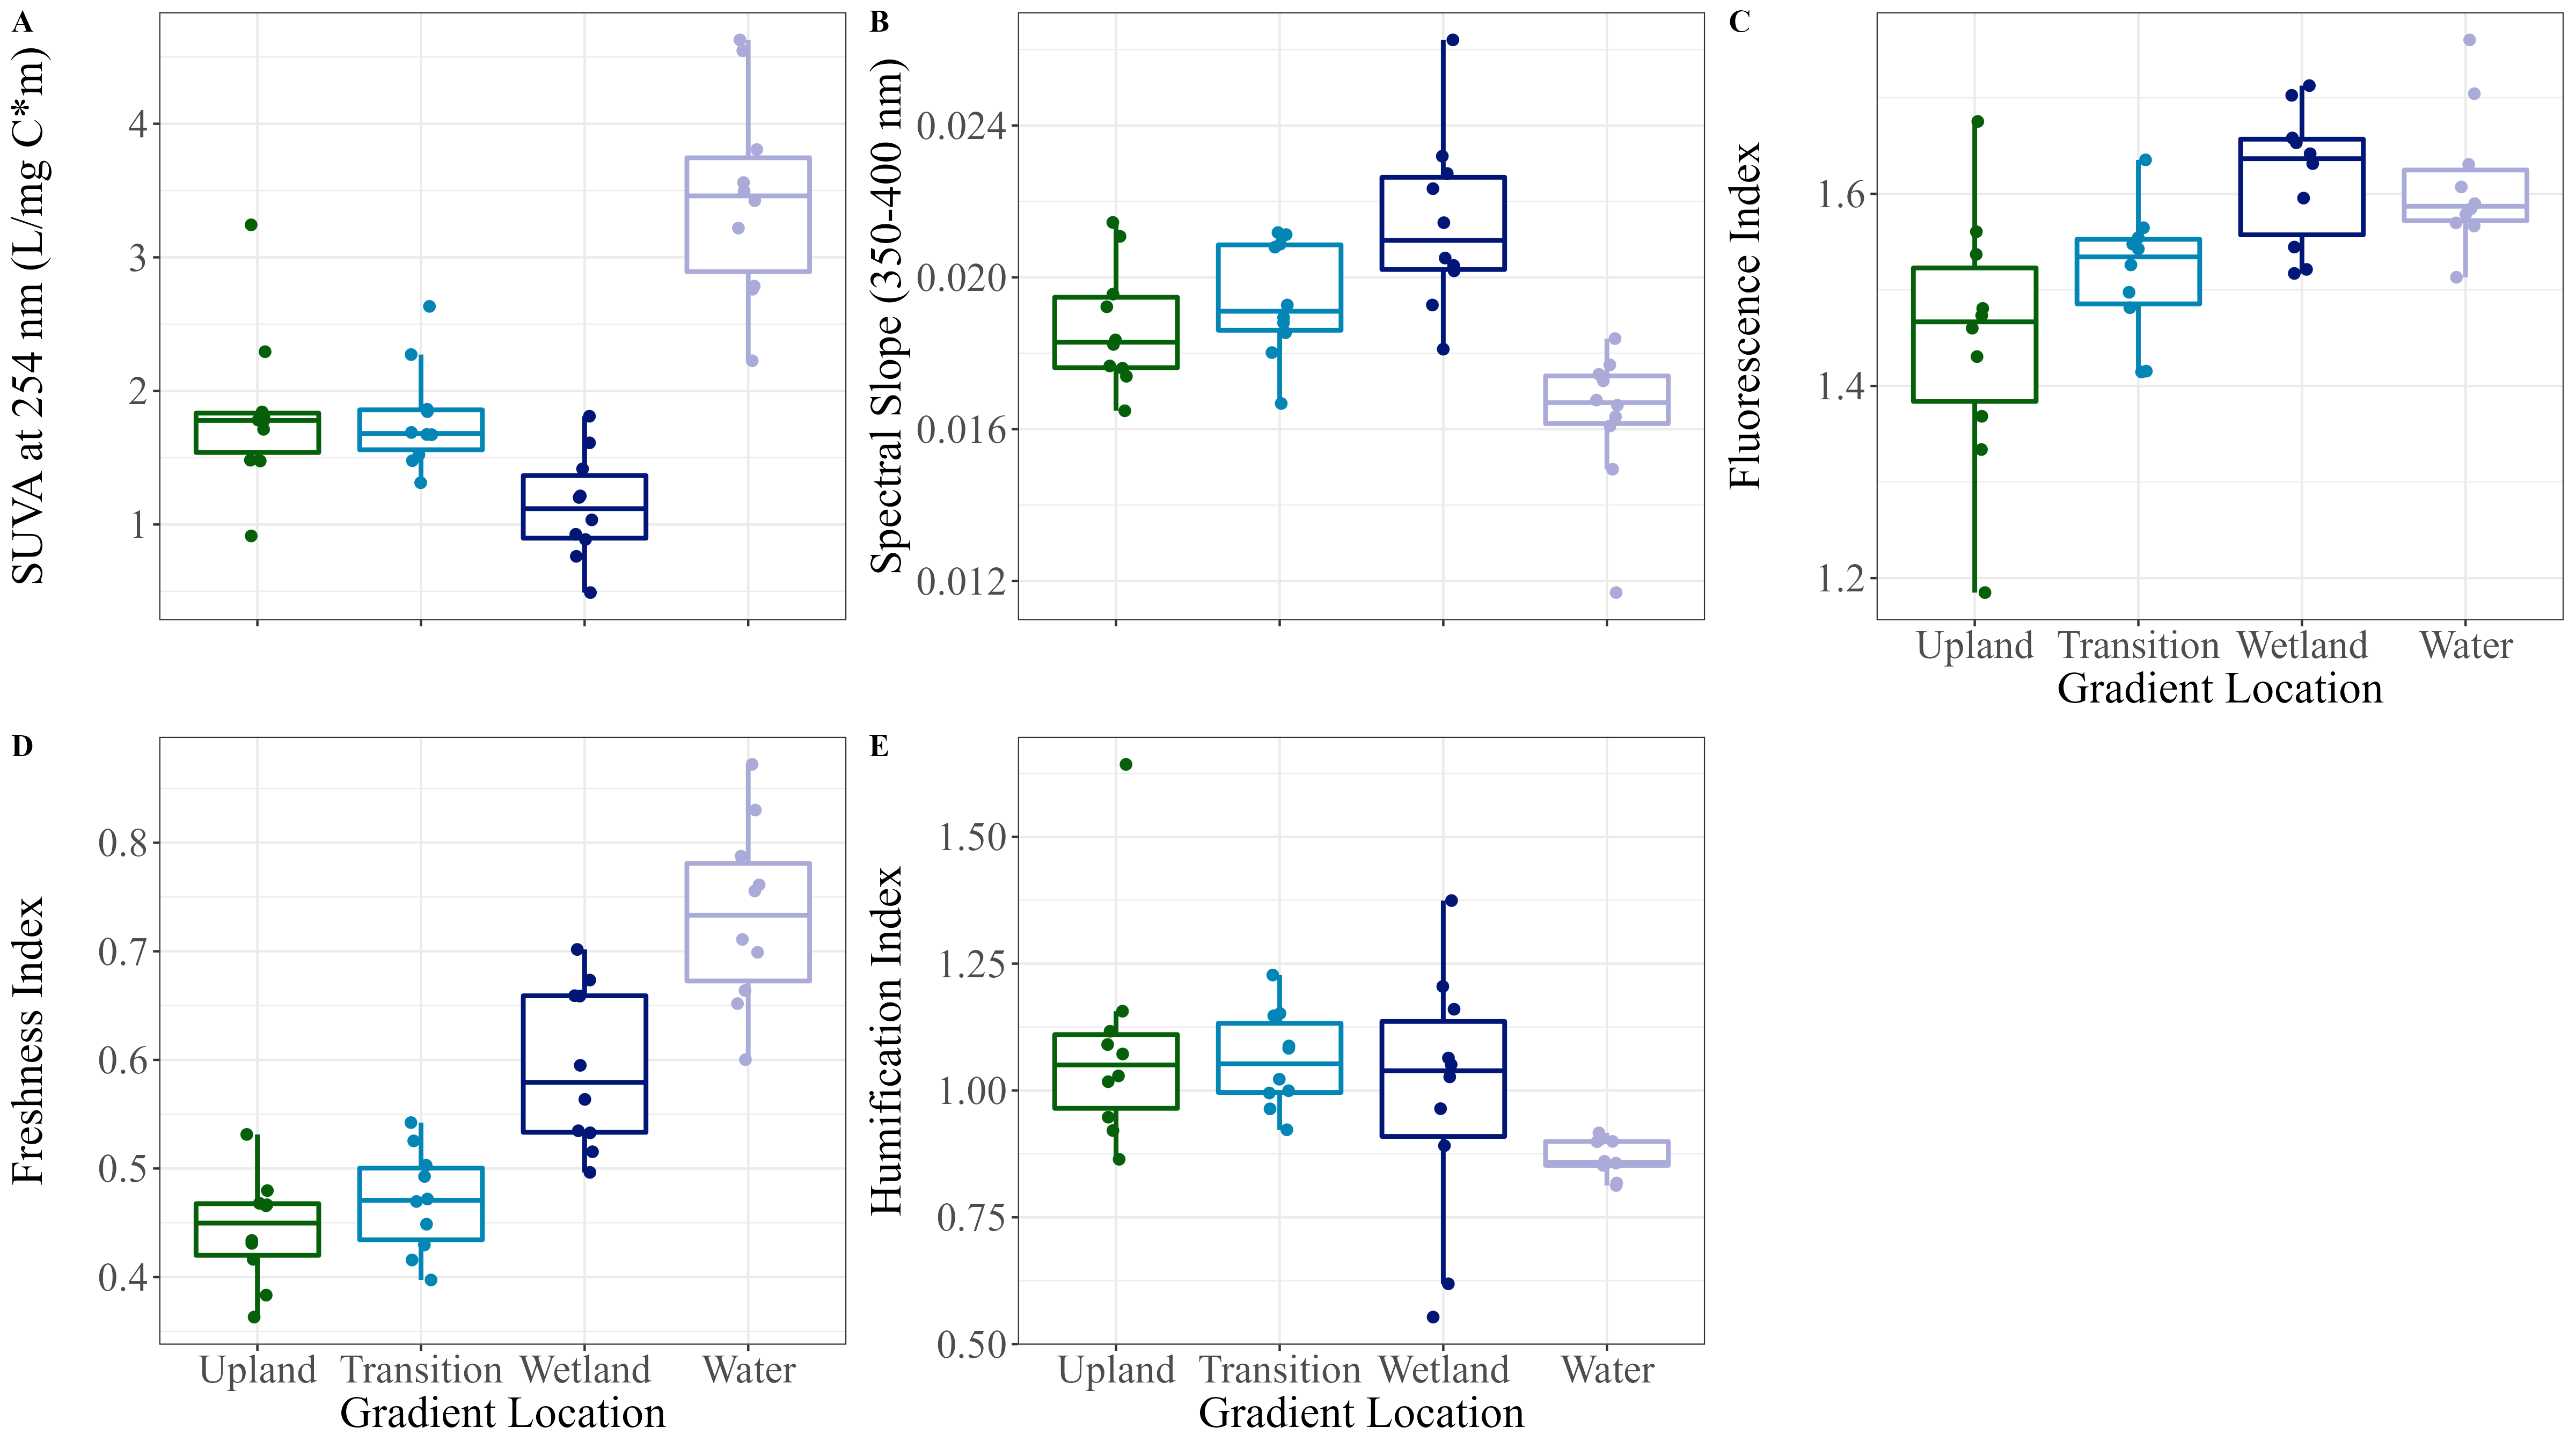 A
SUVA at 254 nm (L/mg C*m)
4
3
2
1
B
Spectral Slope (350-400 nm)
0.024
0.020
0.016
0.012
C
Fluorescence Index
1.6
1.4
1.2
Upland Transition Wetland Water
Gradient Location
D
Freshness Index
0.8
0.7
0.6
0.5
0.4
Upland Transition Wetland Water
Gradient Location
E
Humification Index
1.50
1.25
1.00
0.75
0.50
Upland Transition Wetland Water
Gradient Location